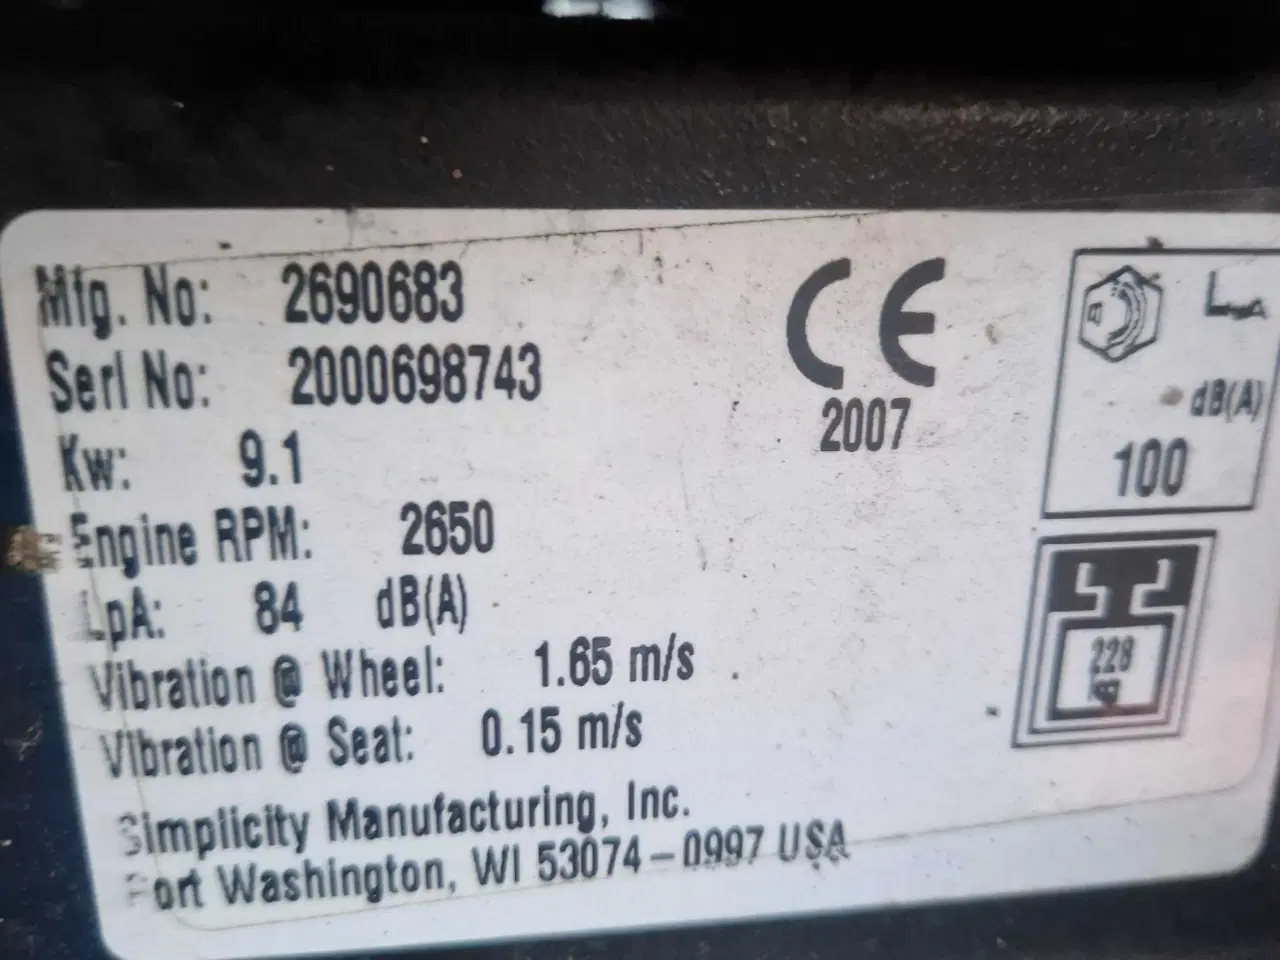 Mfg. No: 2690683
Serl No: 2000698743
Kw: 9.1
Engine RPM: 2650
LpA: 84 dB(A)
Vibration @ Wheel: 1.65 m/s
Vibration @ Seat: 0.15 m/s
Simplicity Manufacturing, Inc.
Port Washington, WI 53074-0997 USA
CE
2007
dB(A)
100
228
kg